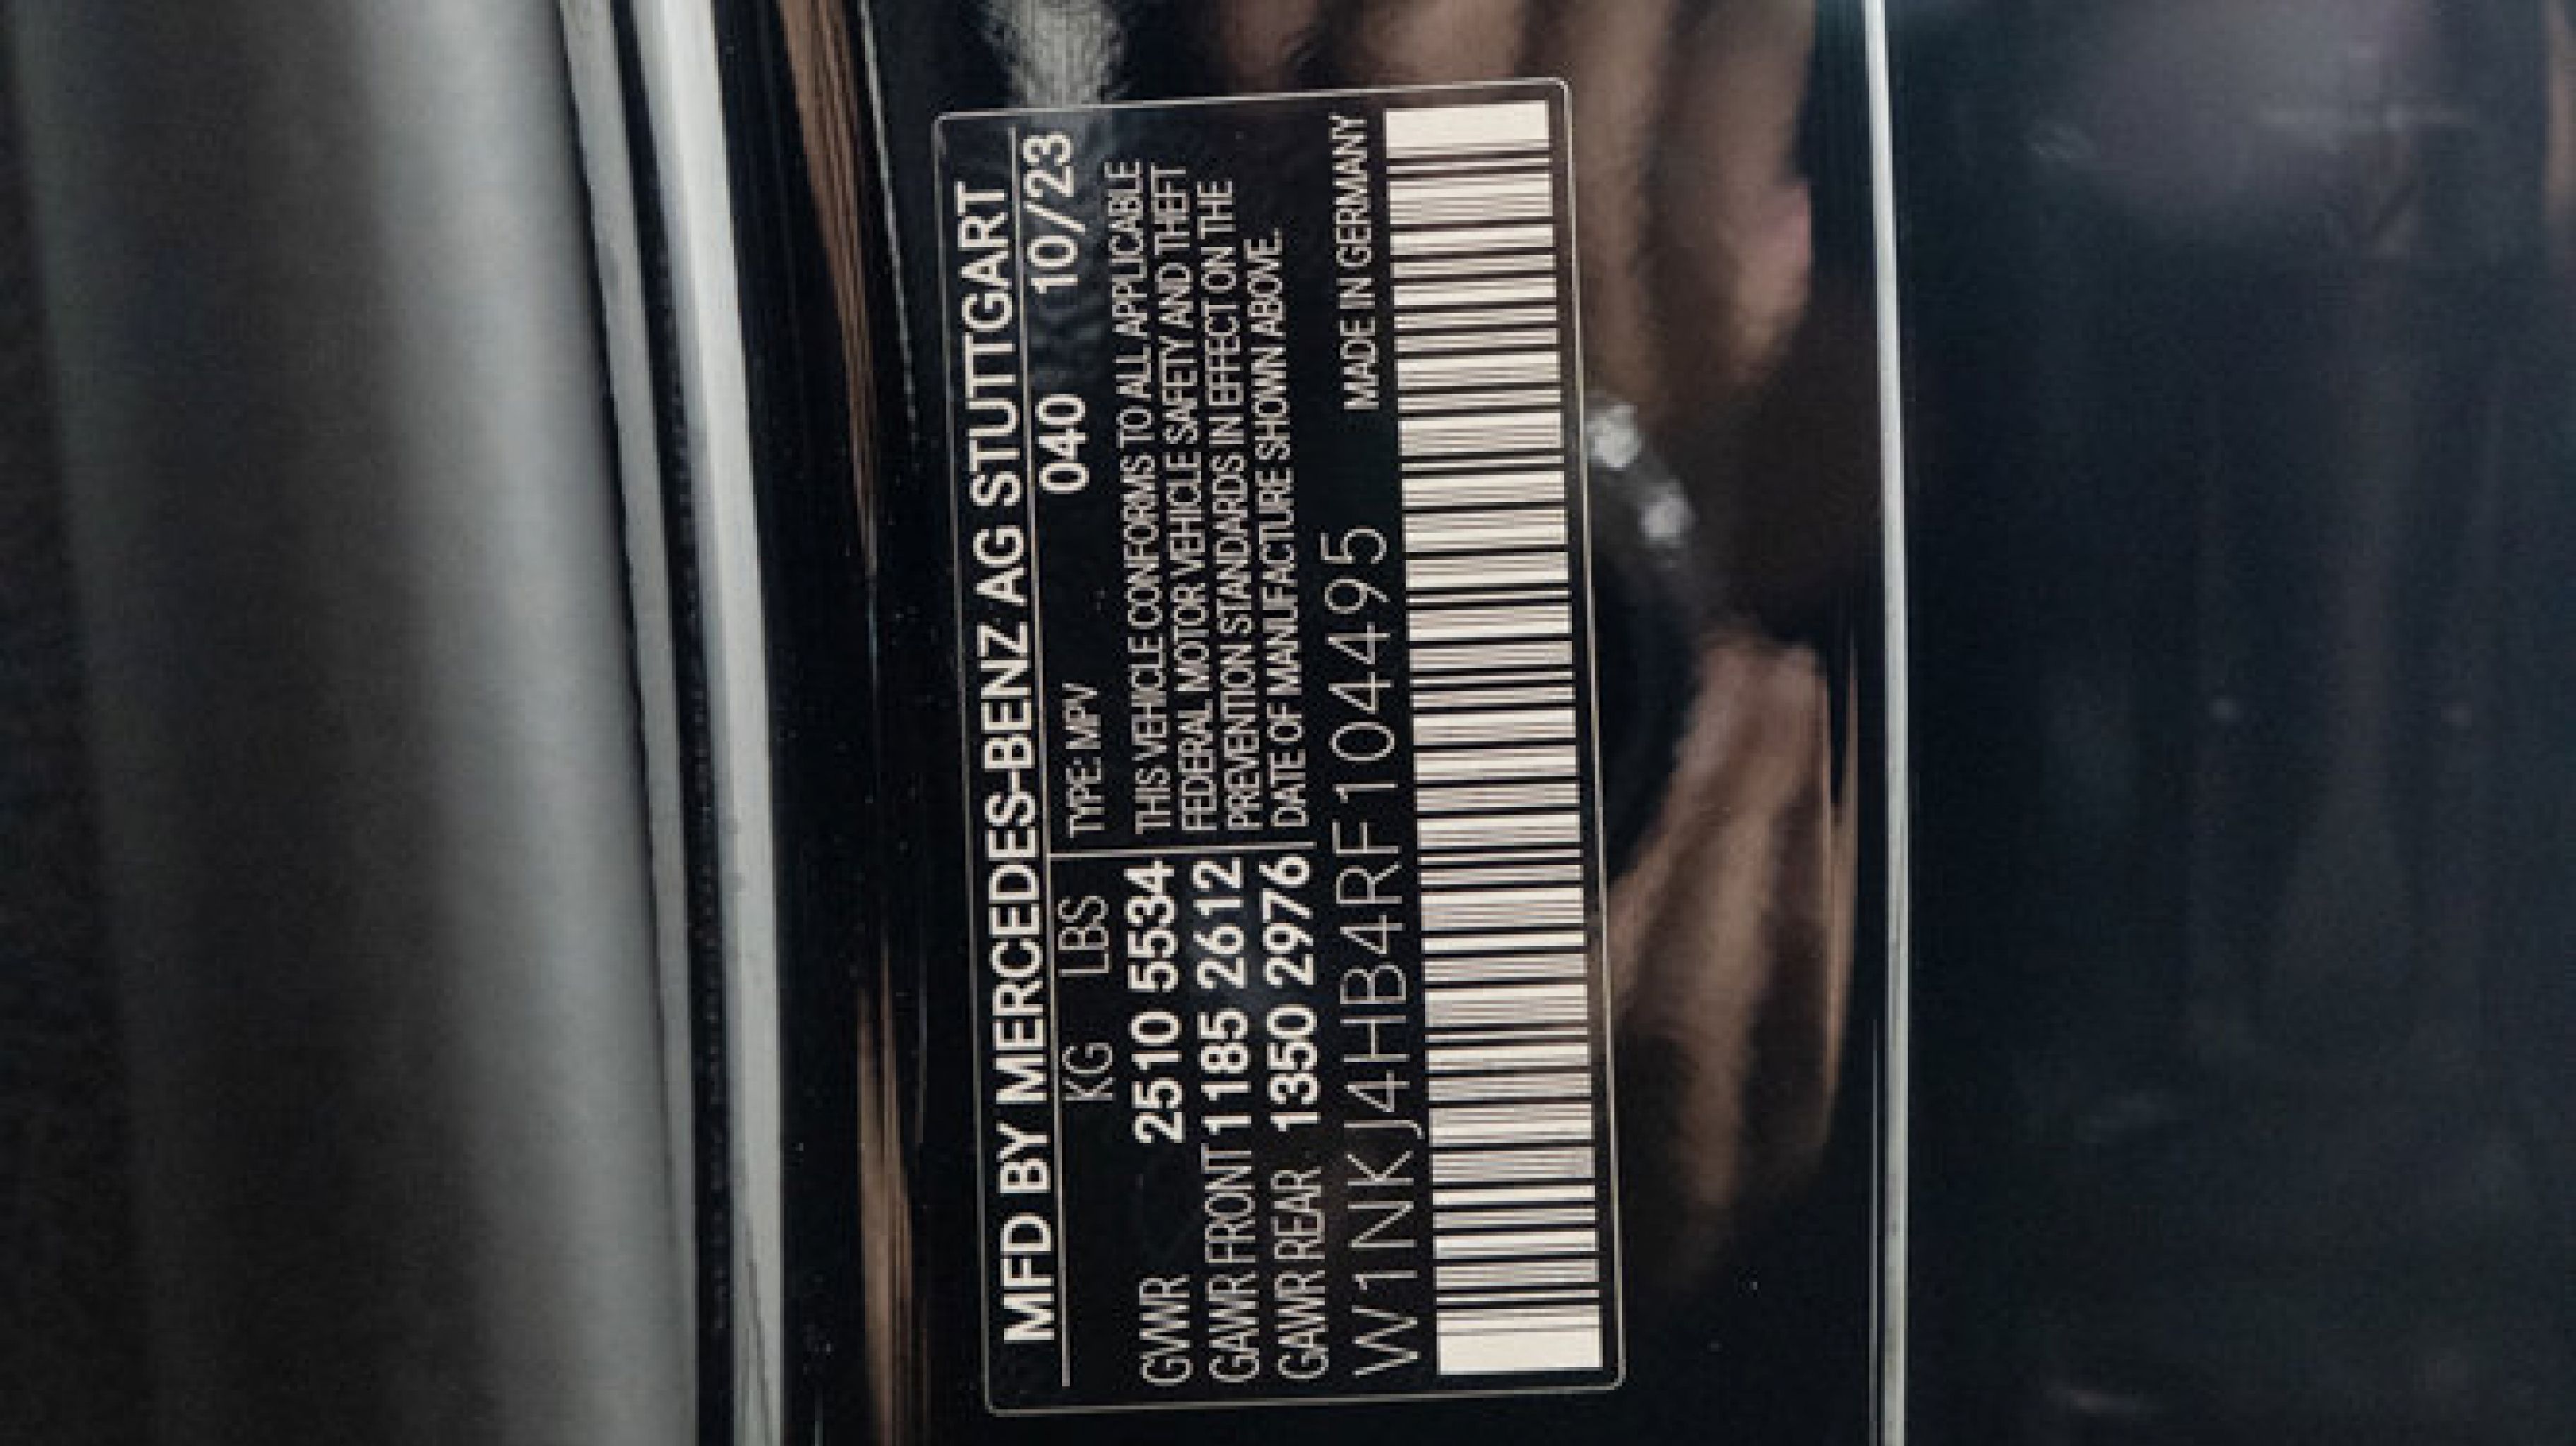 MFD BY MERCEDES-BENZ AG STUTTGART
KG LBS TYPE: MPV 040 10/23
GVWR 2510 5534
GAWR FRONT 1185 2612
GAWR REAR 1350 2976
THIS VEHICLE CONFORMS TO ALL APPLICABLE
FEDERAL MOTOR VEHICLE SAFETY AND THEFT
PREVENTION STANDARDS IN EFFECT ON THE
DATE OF MANUFACTURE SHOWN ABOVE.
W1NKJ4HB4RF104495 MADE IN GERMANY